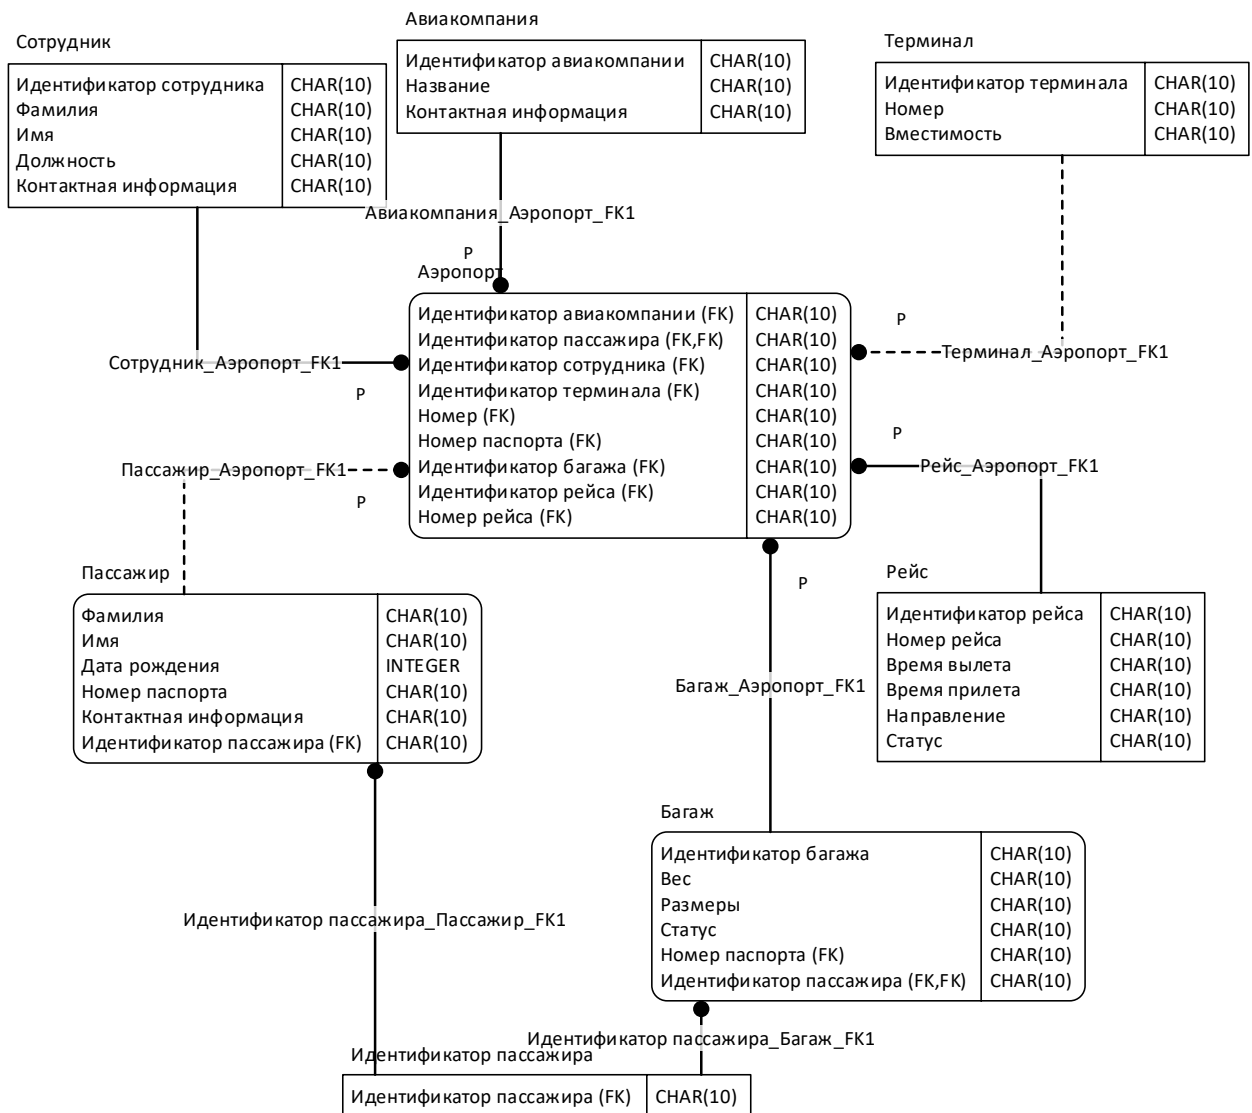 Авиакомпания
Идентификатор авиакомпании CHAR(10)
Название CHAR(10)
Контактная информация CHAR(10)
Сотрудник
Идентификатор сотрудника CHAR(10)
Фамилия CHAR(10)
Имя CHAR(10)
Должность CHAR(10)
Контактная информация CHAR(10)
Терминал
Идентификатор терминала CHAR(10)
Номер CHAR(10)
Вместимость CHAR(10)
Авиакомпания_Аэропорт_FK1
P
Аэропорт
Идентификатор авиакомпании (FK) CHAR(10)
Идентификатор пассажира (FK,FK) CHAR(10)
Идентификатор сотрудника (FK) CHAR(10)
Идентификатор терминала (FK) CHAR(10)
Номер (FK) CHAR(10)
Номер паспорта (FK) CHAR(10)
Идентификатор багажа (FK) CHAR(10)
Идентификатор рейса (FK) CHAR(10)
Номер рейса (FK) CHAR(10)
Сотрудник_Аэропорт_FK1
P
P
Терминал_Аэропорт_FK1
Пассажир_Аэропорт_FK1
P
P
Рейс_Аэропорт_FK1
Пассажир
Фамилия CHAR(10)
Имя CHAR(10)
Дата рождения INTEGER
Номер паспорта CHAR(10)
Контактная информация CHAR(10)
Идентификатор пассажира (FK) CHAR(10)
P
Багаж_Аэропорт_FK1
Рейс
Идентификатор рейса CHAR(10)
Номер рейса CHAR(10)
Время вылета CHAR(10)
Время прилета CHAR(10)
Направление CHAR(10)
Статус CHAR(10)
Багаж
Идентификатор багажа CHAR(10)
Вес CHAR(10)
Размеры CHAR(10)
Статус CHAR(10)
Номер паспорта (FK) CHAR(10)
Идентификатор пассажира (FK,FK) CHAR(10)
Идентификатор пассажира_Пассажир_FK1
Идентификатор пассажира_Багаж_FK1
Идентификатор пассажира
Идентификатор пассажира (FK) CHAR(10)